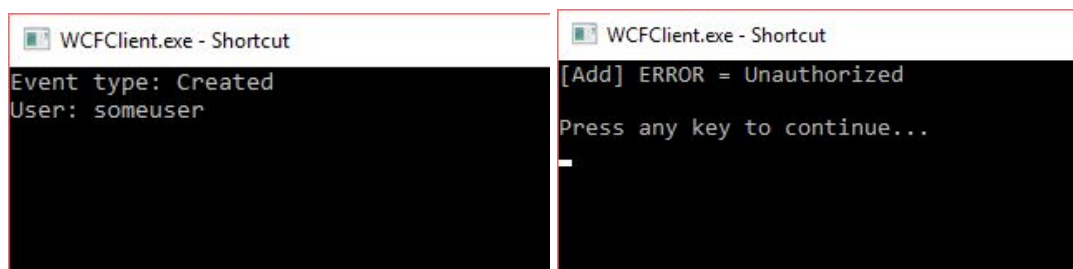 WCFClient.exe - Shortcut
Event type: Created
User: someuser
WCFClient.exe - Shortcut
[Add] ERROR = Unauthorized
Press any key to continue...